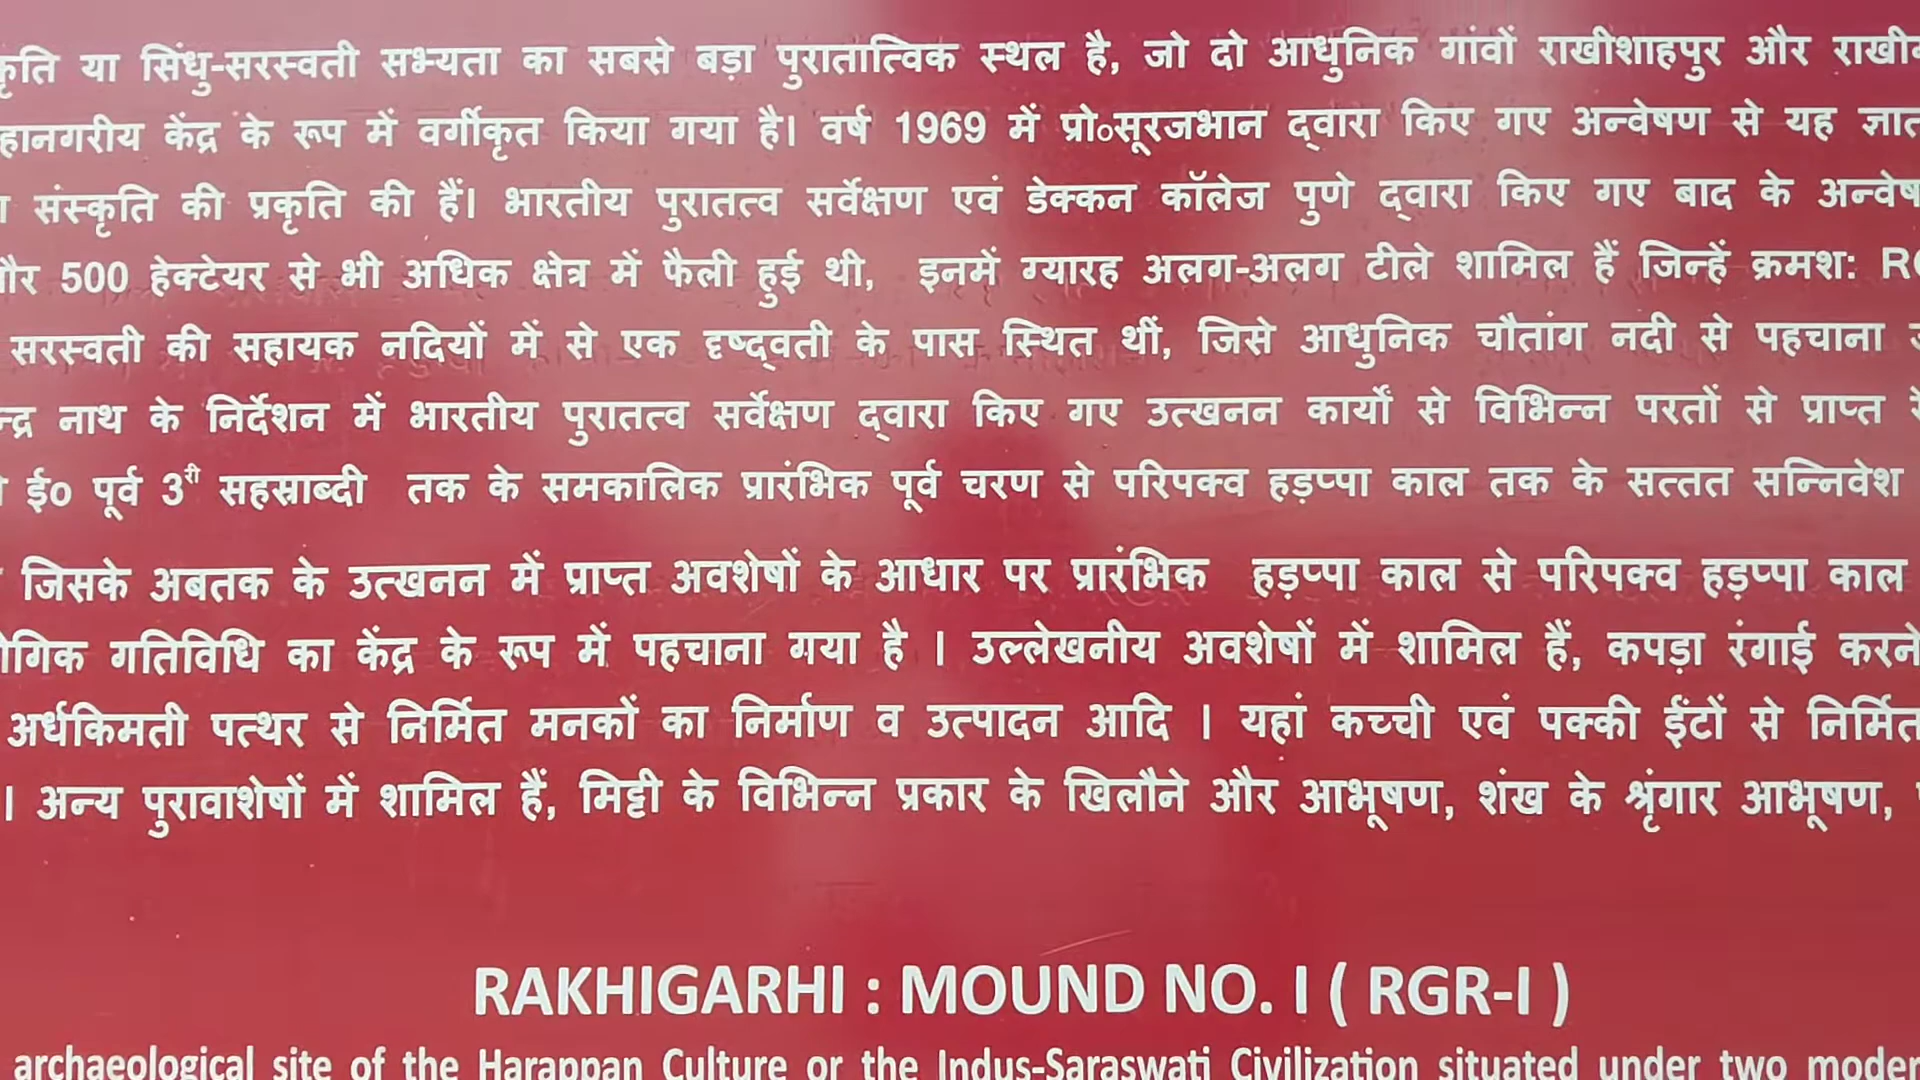 या सिंधु-सरस्वती सभ्यता का सबसे बड़ा पुरातात्विक स्थल है, जो दो आधुनिक गांवों राखीशाहपुर और
केंद्र के रूप में वर्गीकृत किया गया है। वर्ष 1969 में प्रो०सूरजभान द्वारा किए गए अन्वेषण से यह
संस्कृति की प्रकृति की हैं। भारतीय पुरातत्व सर्वेक्षण एवं डेक्कन कॉलेज पुणे द्वारा किए गए बाद के
500 हेक्टेयर से भी अधिक क्षेत्र में फैली हुई थी, इनमें ग्यारह अलग-अलग टीले शामिल हैं जिन्हें क्रमश:
सरस्वती की सहायक नदियों में से एक दृष्द्वती के पास स्थित थीं, जिसे आधुनिक चौतांग नदी से पहचाना
नाथ के निर्देशन में भारतीय पुरातत्व सर्वेक्षण द्वारा किए गए उत्खनन कार्यों से विभिन्न परतों से प्राप्त
ई० पूर्व 3री सहस्राब्दी तक के समकालिक प्रारंभिक पूर्व चरण से परिपक्व हड़प्पा काल तक के सत्तत सन्निवेश
जिसके अबतक के उत्खनन में प्राप्त अवशेषों के आधार पर प्रारंभिक हड़प्पा काल से परिपक्व हड़प्पा काल
गतिविधि का केंद्र के रूप में पहचाना गया है । उल्लेखनीय अवशेषों में शामिल हैं, कपड़ा रंगाई करने
अर्धकिमती पत्थर से निर्मित मनकों का निर्माण व उत्पादन आदि । यहां कच्ची एवं पक्की ईंटों से निर्मित
। अन्य पुरावाशेषों में शामिल हैं, मिट्टी के विभिन्न प्रकार के खिलौने और आभूषण, शंख के श्रृंगार आभूषण,
RAKHIGARHI : MOUND NO. I ( RGR-I )
archaeological site of the Harappan Culture or the Indus-Saraswati Civilization situated under two